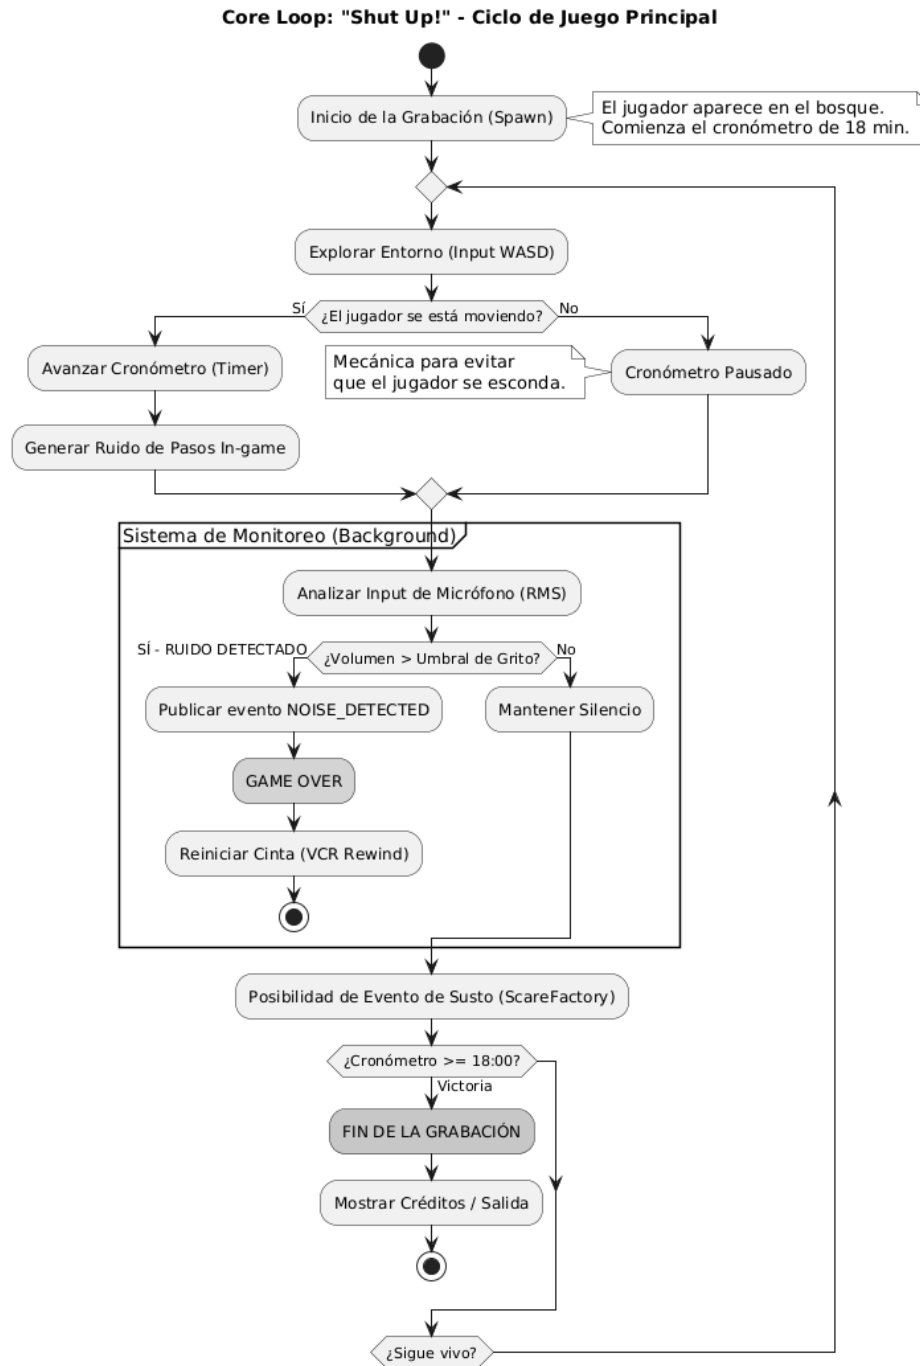 Core Loop: "Shut Up!" - Ciclo de Juego Principal
Inicio de la Grabación (Spawn)
El jugador aparece en el bosque.
Comienza el cronómetro de 18 min.
Explorar Entorno (Input WASD)
¿El jugador se está moviendo?
Sí
No
Avanzar Cronómetro (Timer)
Generar Ruido de Pasos In-game
Mecánica para evitar
que el jugador se esconda.
Cronómetro Pausado
Sistema de Monitoreo (Background)
Analizar Input de Micrófono (RMS)
¿Volumen > Umbral de Grito?
SÍ - RUIDO DETECTADO
No
Publicar evento NOISE_DETECTED
GAME OVER
Reiniciar Cinta (VCR Rewind)
Mantener Silencio
Posibilidad de Evento de Susto (ScareFactory)
¿Cronómetro >= 18:00?
Victoria
FIN DE LA GRABACIÓN
Mostrar Créditos / Salida
¿Sigue vivo?